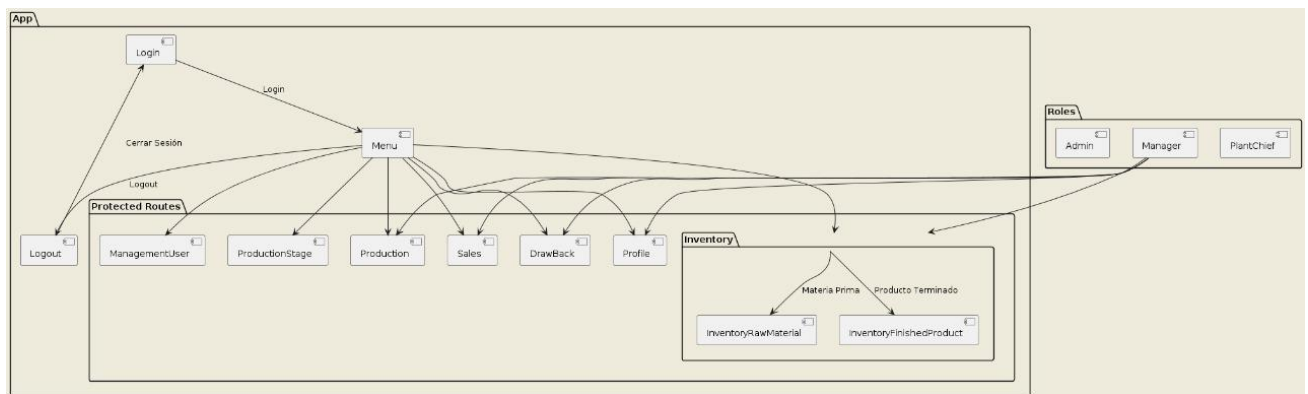 App
Login
Login
Roles
Admin
Manager
PlantChief
Menu
Cerrar Sesión
Logout
Protected Routes
Logout
ManagementUser
ProductionStage
Production
Sales
DrawBack
Profile
Inventory
Materia Prima
Producto Terminado
InventoryRawMaterial
InventoryFinishedProduct